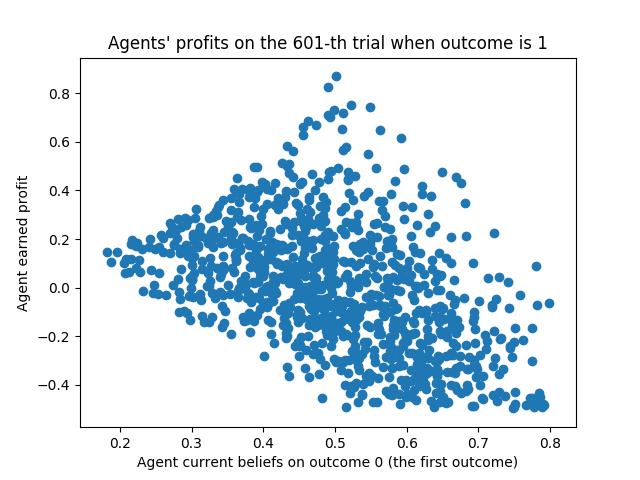 Agents' profits on the 601-th trial when outcome is 1
0.8
0.6
0.4
0.2
0.0
−0.2
−0.4
Agent earned profit
0.2 0.3 0.4 0.5 0.6 0.7 0.8
Agent current beliefs on outcome 0 (the first outcome)